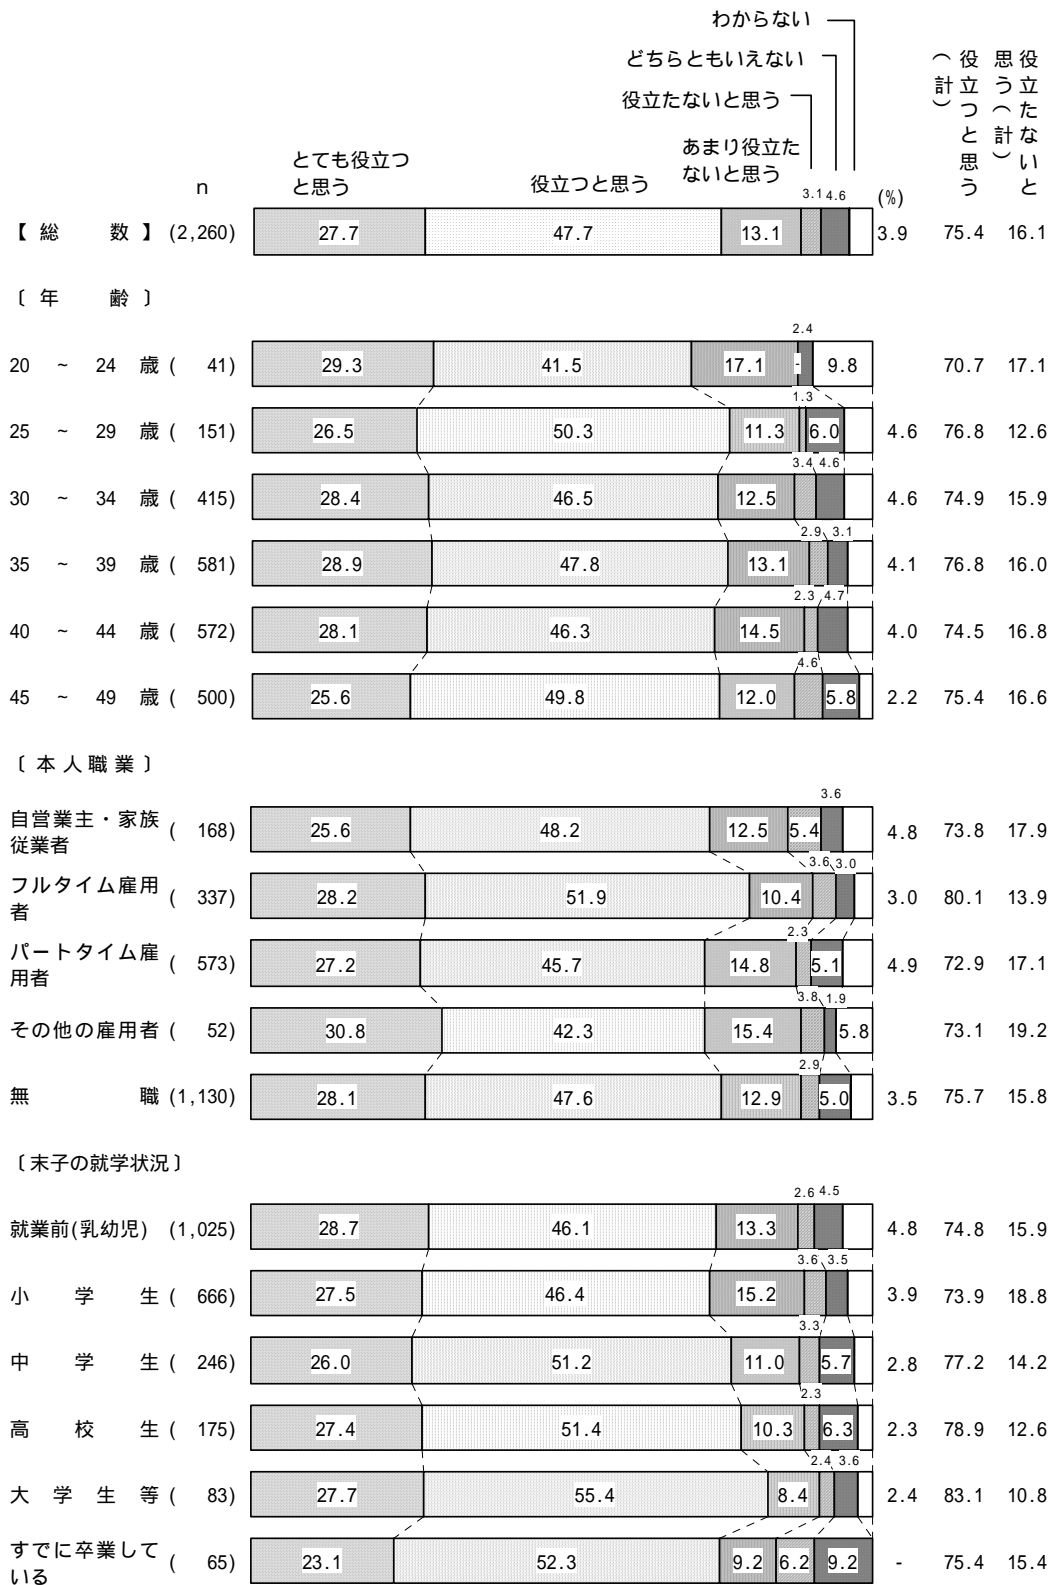 わからない
どちらともいえない
役立たないと思う
あまり役立た
ないと思う
とても役立つ
と思う
役立つと思う
役立つと思う
（計）
役立たないと
思う（計）
n
3.1 4.6 (%)
【総 数】 (2,260) 27.7 47.7 13.1 3.9 75.4 16.1
〔年 齢〕
2.4
20 ~ 24 歳 ( 41) 29.3 41.5 17.1 - 9.8 70.7 17.1
1.3
25 ~ 29 歳 ( 151) 26.5 50.3 11.3 6.0 4.6 76.8 12.6
3.4 4.6
30 ~ 34 歳 ( 415) 28.4 46.5 12.5 4.6 74.9 15.9
2.9 3.1
35 ~ 39 歳 ( 581) 28.9 47.8 13.1 4.1 76.8 16.0
2.3 4.7
40 ~ 44 歳 ( 572) 28.1 46.3 14.5 4.0 74.5 16.8
4.6
45 ~ 49 歳 ( 500) 25.6 49.8 12.0 5.8 2.2 75.4 16.6
〔本人職業〕
3.6
自営業主・家族
従業者 ( 168) 25.6 48.2 12.5 5.4 4.8 73.8 17.9
3.6 3.0
フルタイム雇用
者 ( 337) 28.2 51.9 10.4 3.0 80.1 13.9
2.3
パートタイム雇
用者 ( 573) 27.2 45.7 14.8 5.1 4.9 72.9 17.1
3.8 1.9
その他の雇用者 ( 52) 30.8 42.3 15.4 5.8 73.1 19.2
2.9
無 職 (1,130) 28.1 47.6 12.9 5.0 3.5 75.7 15.8
〔末子の就学状況〕
2.6 4.5
就業前(乳幼児) (1,025) 28.7 46.1 13.3 4.8 74.8 15.9
3.6 3.5
小 学 生 ( 666) 27.5 46.4 15.2 3.9 73.9 18.8
3.3
中 学 生 ( 246) 26.0 51.2 11.0 5.7 2.8 77.2 14.2
2.3
高 校 生 ( 175) 27.4 51.4 10.3 6.3 2.3 78.9 12.6
2.4 3.6
大 学 生 等 ( 83) 27.7 55.4 8.4 2.4 83.1 10.8
すでに卒業して
いる ( 65) 23.1 52.3 9.2 6.2 9.2 - 75.4 15.4